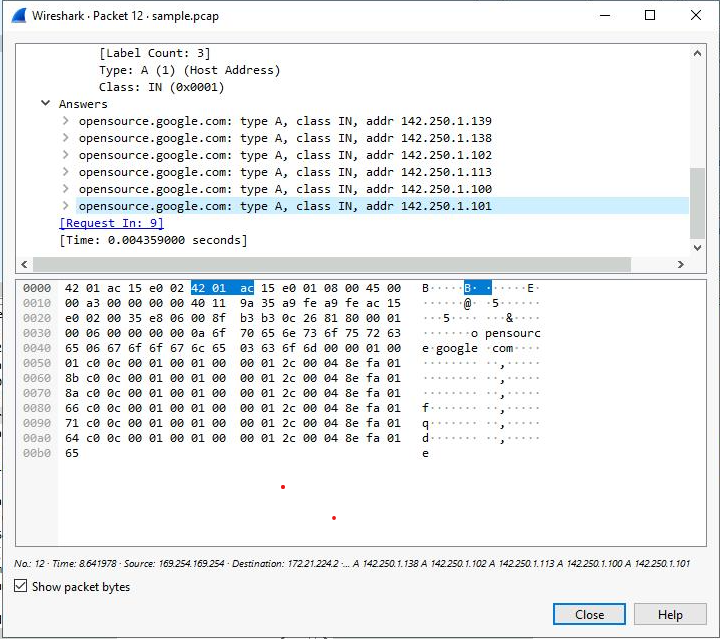 Wireshark · Packet 12 · sample.pcap
[Label Count: 3]
Type: A (1) (Host Address)
Class: IN (0x0001)
Answers
opensource.google.com: type A, class IN, addr 142.250.1.139
opensource.google.com: type A, class IN, addr 142.250.1.138
opensource.google.com: type A, class IN, addr 142.250.1.102
opensource.google.com: type A, class IN, addr 142.250.1.113
opensource.google.com: type A, class IN, addr 142.250.1.100
opensource.google.com: type A, class IN, addr 142.250.1.101
[Request In: 9]
[Time: 0.004359000 seconds]
0000 42 01 ac 15 e0 02 42 01 ac 15 e0 01 08 00 45 00 B·····B· ·····E·
0010 00 a3 00 00 00 00 40 11 9a 35 a9 fe a9 fe ac 15 ······@· ·5······
0020 e0 02 00 35 e8 06 00 8f b3 b3 0c 26 81 80 00 01 ···5···· ···&····
0030 00 06 00 00 00 00 0a 6f 70 65 6e 73 6f 75 72 63 ·······o pensourc
0040 65 06 67 6f 6f 67 6c 65 03 63 6f 6d 00 00 01 00 e·google ·com····
0050 01 c0 0c 00 01 00 01 00 00 01 2c 00 04 8e fa 01 ········ ··,·····
0060 8b c0 0c 00 01 00 01 00 00 01 2c 00 04 8e fa 01 ········ ··,·····
0070 8a c0 0c 00 01 00 01 00 00 01 2c 00 04 8e fa 01 ········ ··,·····
0080 66 c0 0c 00 01 00 01 00 00 01 2c 00 04 8e fa 01 f······· ··,·····
0090 71 c0 0c 00 01 00 01 00 00 01 2c 00 04 8e fa 01 q······· ··,·····
00a0 64 c0 0c 00 01 00 01 00 00 01 2c 00 04 8e fa 01 d······· ··,·····
00b0 65 e
No.: 12 · Time: 8.641978 · Source: 169.254.169.254 · Destination: 172.21.224.2 ·... A 142.250.1.138 A 142.250.1.102 A 142.250.1.113 A 142.250.1.100 A 142.250.1.101
Show packet bytes
Close Help